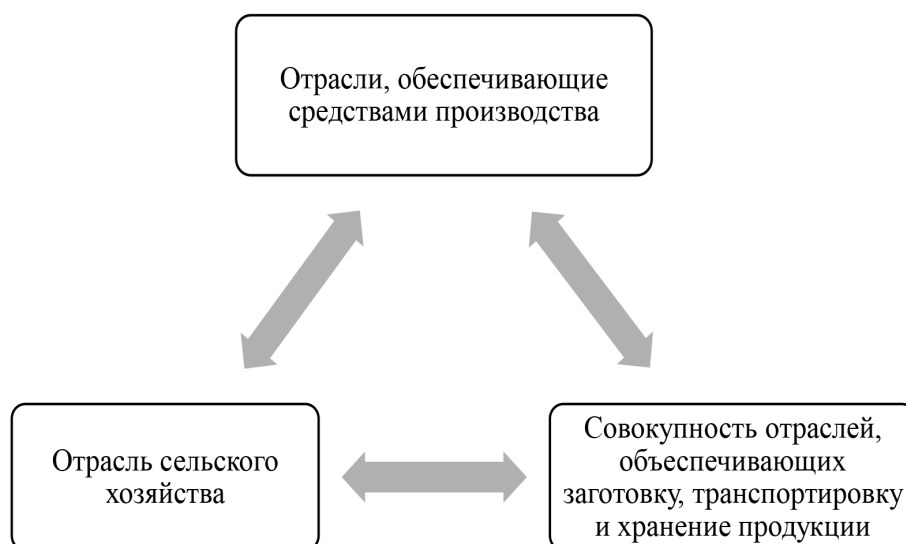 Отрасли, обеспечивающие
средствами производства
Отрасль сельского
хозяйства
Совокупность отраслей,
объеспечивающих
заготовку, транспортировку
и хранение продукции